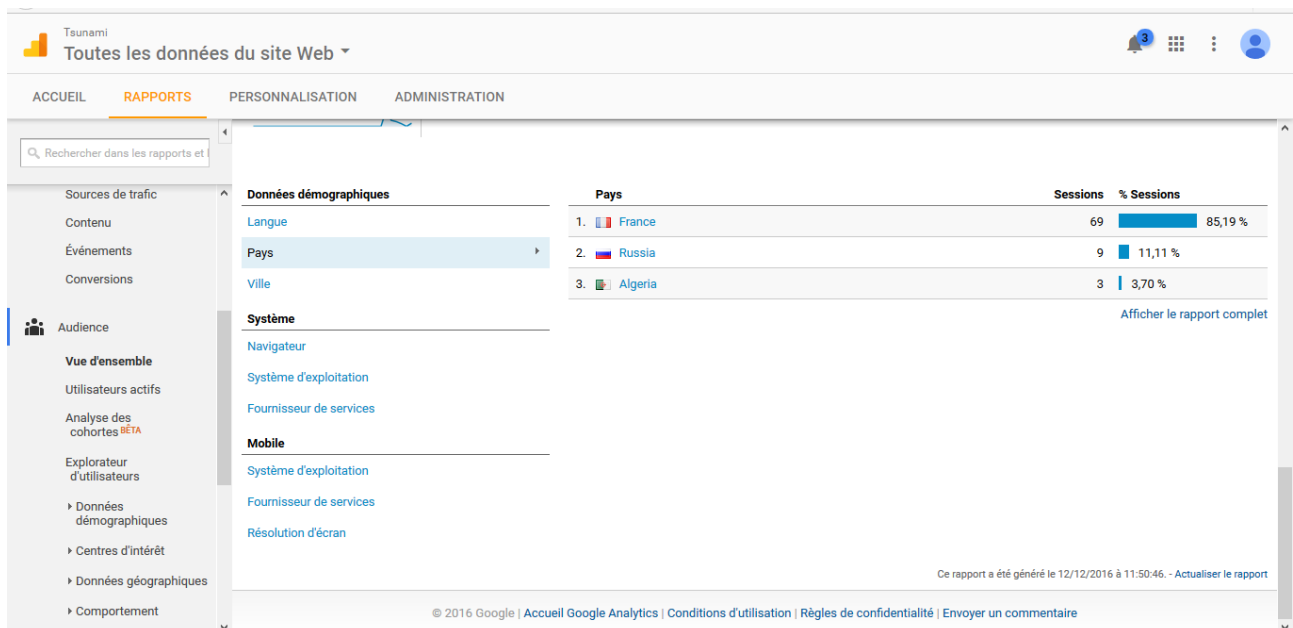 Tsunami
Toutes les données du site Web
3
ACCUEIL RAPPORTS PERSONNALISATION ADMINISTRATION
Rechercher dans les rapports et
Sources de trafic
Contenu
Événements
Conversions
Audience
Vue d'ensemble
Utilisateurs actifs
Analyse des
cohortes BÊTA
Explorateur
d'utilisateurs
Données
démographiques
Centres d'intérêt
Données géographiques
Comportement
Données démographiques
Langue
Pays
Ville
Système
Navigateur
Système d'exploitation
Fournisseur de services
Mobile
Système d'exploitation
Fournisseur de services
Résolution d'écran
Pays Sessions % Sessions
1. France 69 85,19 %
2. Russia 9 11,11 %
3. Algeria 3 3,70 %
Afficher le rapport complet
Ce rapport a été généré le 12/12/2016 à 11:50:46. - Actualiser le rapport
© 2016 Google | Accueil Google Analytics | Conditions d'utilisation | Règles de confidentialité | Envoyer un commentaire